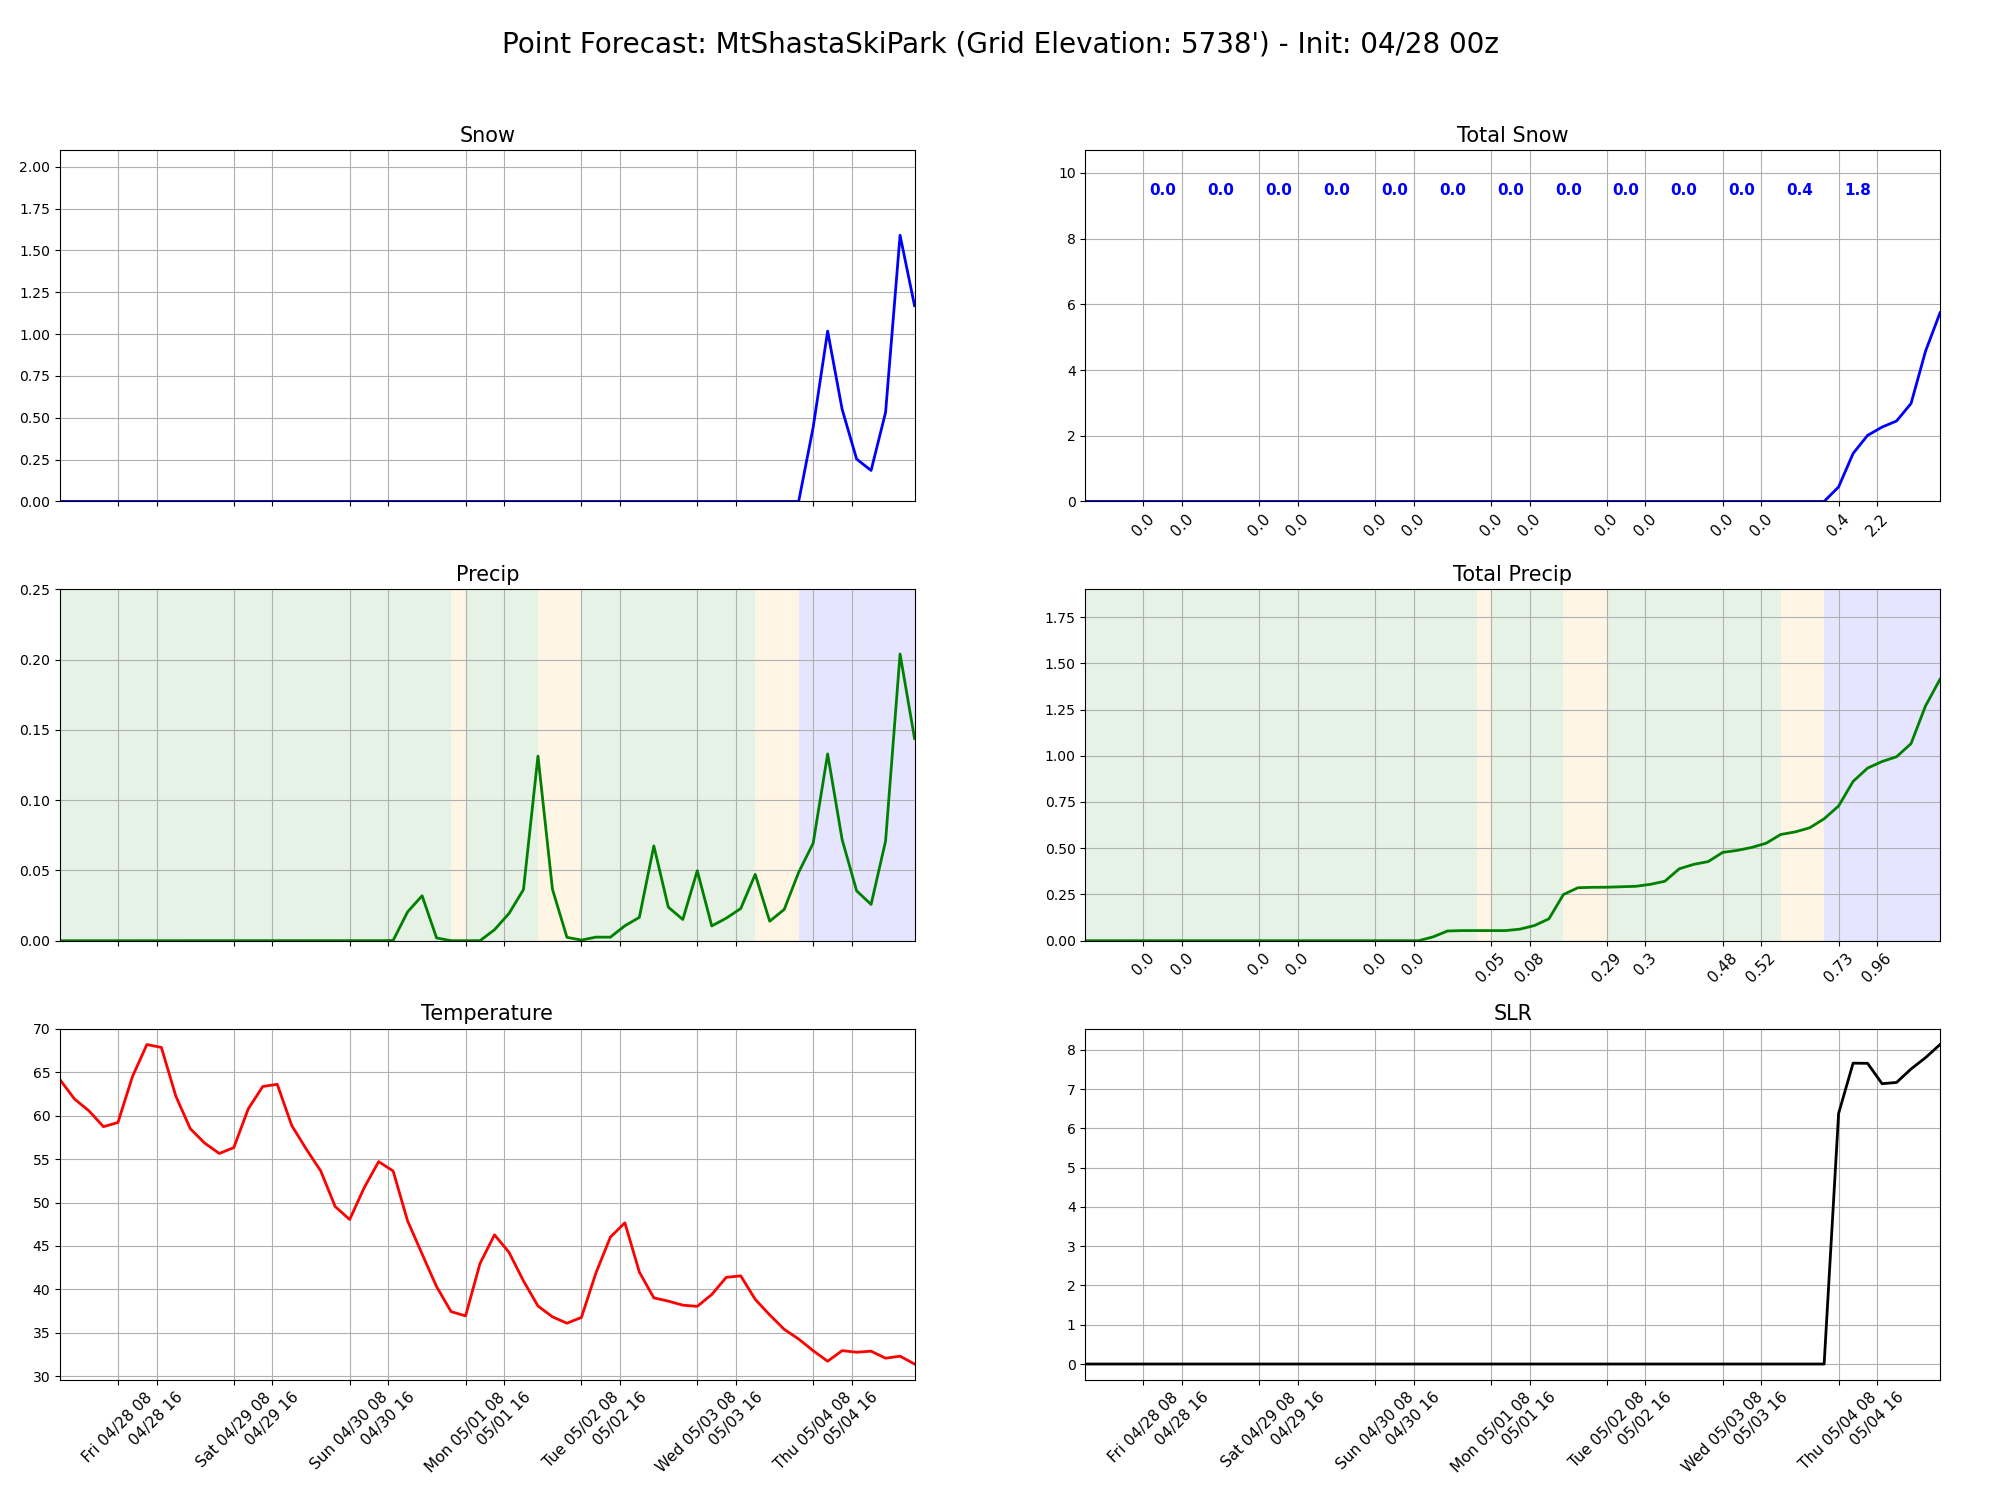 Point Forecast: MtShastaSkiPark (Grid Elevation: 5738') - Init: 04/28 00z
Snow
2.00
1.75
1.50
1.25
1.00
0.75
0.50
0.25
0.00
Total Snow
10
8
6
4
2
0
0.0 0.0 0.0 0.0 0.0 0.0 0.0 0.0 0.0 0.0 0.0 0.4 1.8
0.0 0.0 0.0 0.0 0.0 0.0 0.0 0.0 0.0 0.0 0.0 0.0 0.4 2.2
Precip
0.25
0.20
0.15
0.10
0.05
0.00
Total Precip
1.75
1.50
1.25
1.00
0.75
0.50
0.25
0.00
0.0 0.0 0.0 0.0 0.0 0.0 0.05 0.08 0.29 0.3 0.48 0.52 0.73 0.96
Temperature
70
65
60
55
50
45
40
35
30
Fri 04/28 08
04/28 16
Sat 04/29 08
04/29 16
Sun 04/30 08
04/30 16
Mon 05/01 08
05/01 16
Tue 05/02 08
05/02 16
Wed 05/03 08
05/03 16
Thu 05/04 08
05/04 16
SLR
8
7
6
5
4
3
2
1
0
Fri 04/28 08
04/28 16
Sat 04/29 08
04/29 16
Sun 04/30 08
04/30 16
Mon 05/01 08
05/01 16
Tue 05/02 08
05/02 16
Wed 05/03 08
05/03 16
Thu 05/04 08
05/04 16